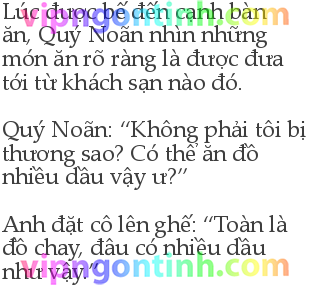 Lúc được bế đến cạnh bàn
ăn, Quý Noãn nhìn những
món ăn rõ ràng là được đưa
tới từ khách sạn nào đó.
Quý Noãn: “Không phải tôi bị
thương sao? Có thể ăn đồ
nhiều dầu vậy ư?”
Anh đặt cô lên ghế: “Toàn là
đồ chay, đâu có nhiều dầu
như vậy.”
vipngontinh.com
vipngontinh.com